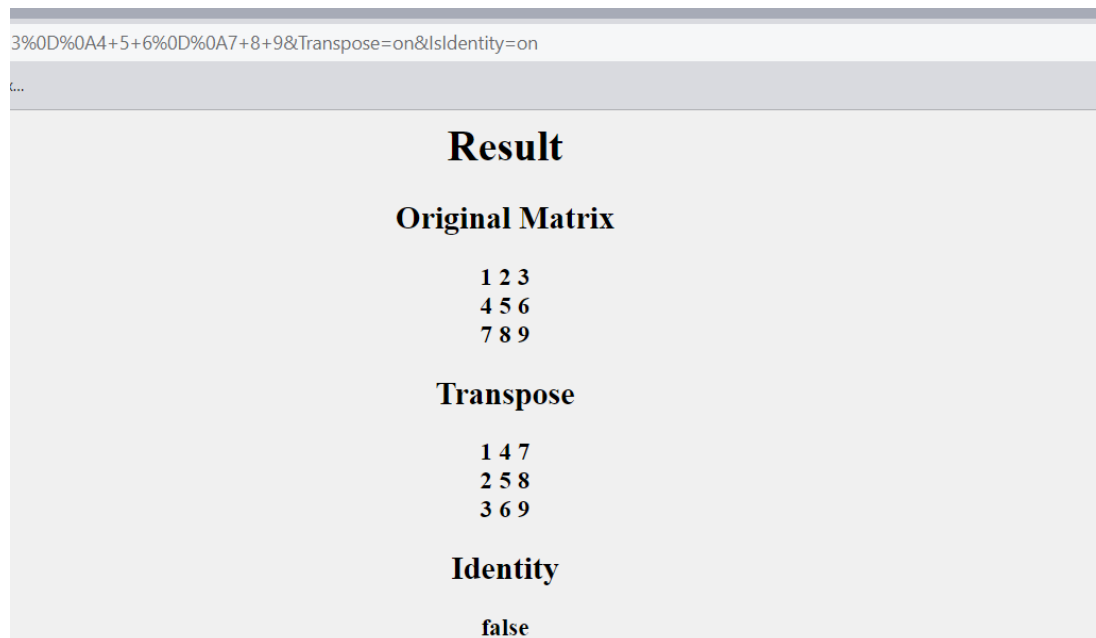 3%0D%0A4+5+6%0D%0A7+8+9&Transpose=on&IsIdentity=on
...
Result
Original Matrix
1 2 3
4 5 6
7 8 9
Transpose
1 4 7
2 5 8
3 6 9
Identity
false